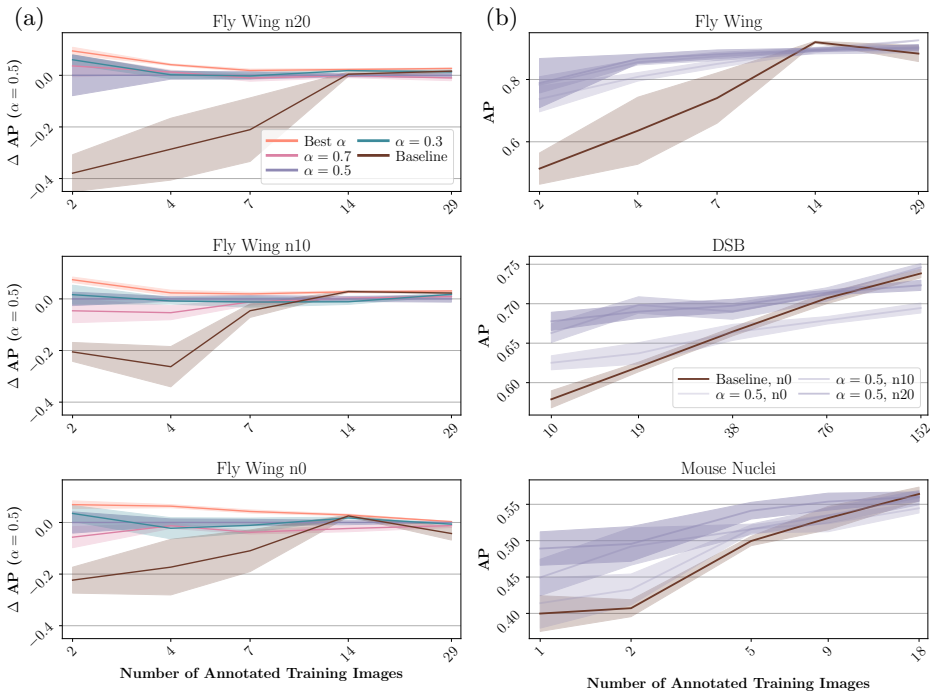 (a)
Fly Wing n20
Δ AP (α = 0.5)
0.0
−0.2
−0.4
Best α
α = 0.7
α = 0.5
α = 0.3
Baseline
2
4
7
14
29
Fly Wing n10
Δ AP (α = 0.5)
0.0
−0.2
−0.4
2
4
7
14
29
Fly Wing n0
Δ AP (α = 0.5)
0.0
−0.2
−0.4
2
4
7
14
29
Number of Annotated Training Images
(b)
Fly Wing
AP
0.8
0.6
2
4
7
14
29
DSB
AP
0.75
0.70
0.65
0.60
Baseline, n0
α = 0.5, n0
α = 0.5, n10
α = 0.5, n20
10
19
38
76
152
Mouse Nuclei
AP
0.55
0.50
0.45
0.40
1
2
5
9
18
Number of Annotated Training Images